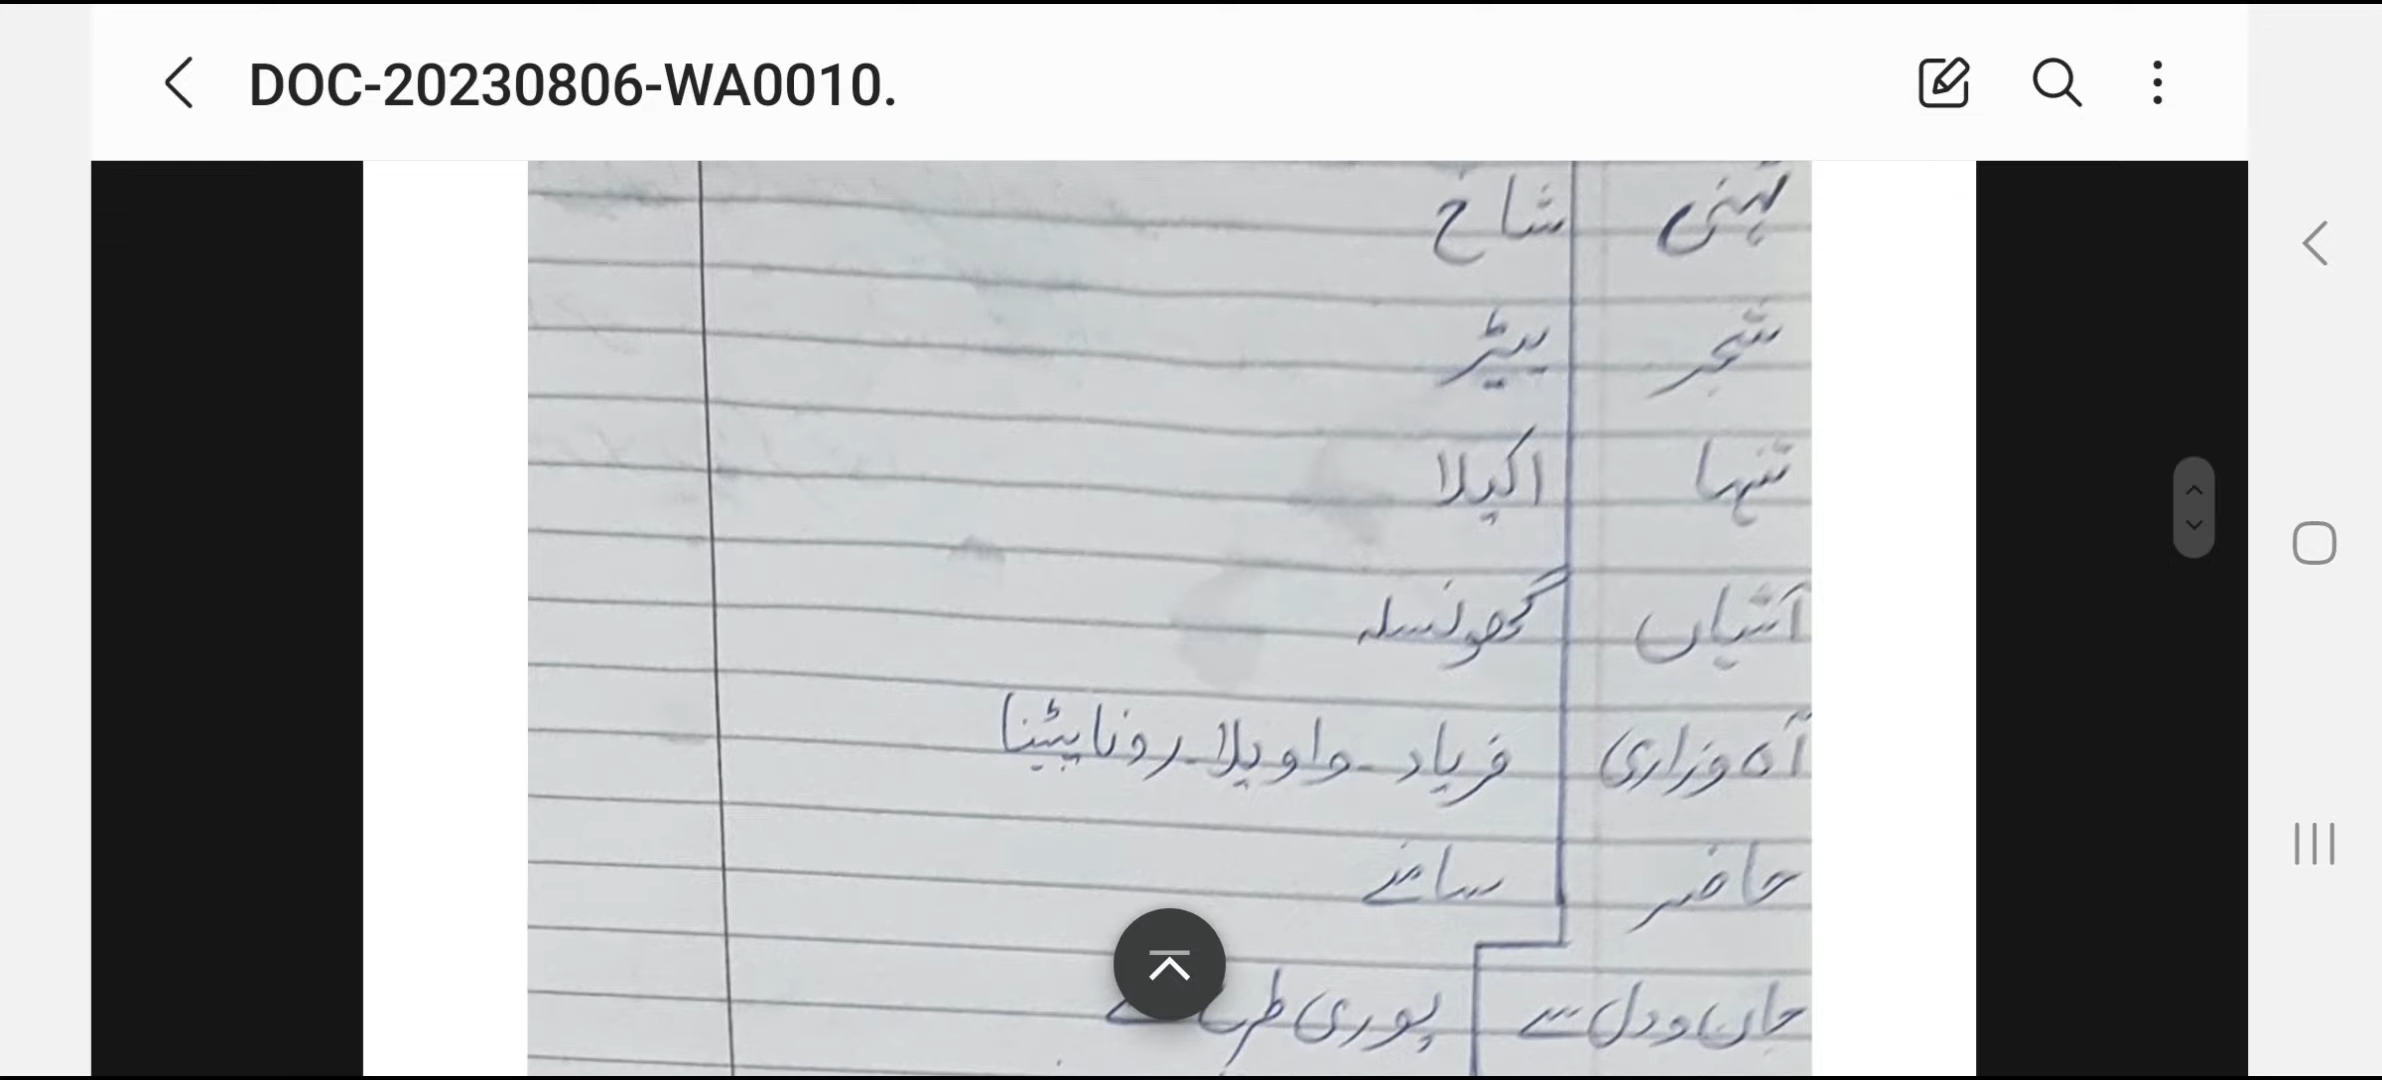 DOC-20230806-WA0010.
ٹہنی شاخ
شجر پیڑ
تنہا اکیلا
آشیاں گھونسلہ
آہ وزاری فریاد۔واویلا۔رونا پیٹنا
حاضر سامنے
جان و دل سے پوری طرح سے